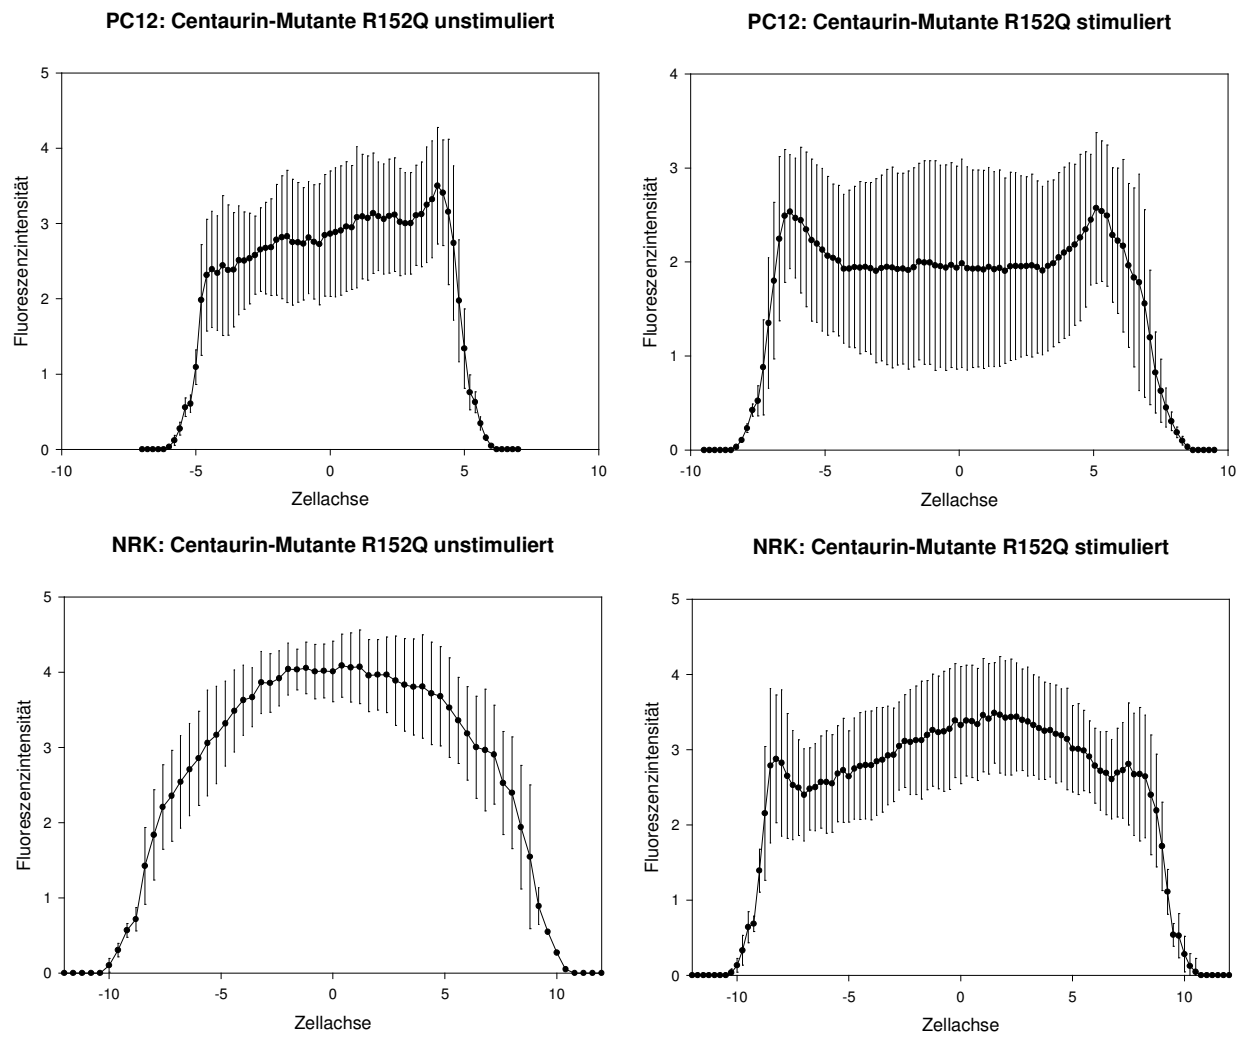 PC12: Centaurin-Mutante R152Q unstimuliert
Fluoreszenzintensität
5
4
3
2
1
0
-10 -5 0 5 10
Zellachse
PC12: Centaurin-Mutante R152Q stimuliert
Fluoreszenzintensität
4
3
2
1
0
-10 -5 0 5 10
Zellachse
NRK: Centaurin-Mutante R152Q unstimuliert
Fluoreszenzintensität
5
4
3
2
1
0
-10 -5 0 5 10
Zellachse
NRK: Centaurin-Mutante R152Q stimuliert
Fluoreszenzintensität
5
4
3
2
1
0
-10 -5 0 5 10
Zellachse